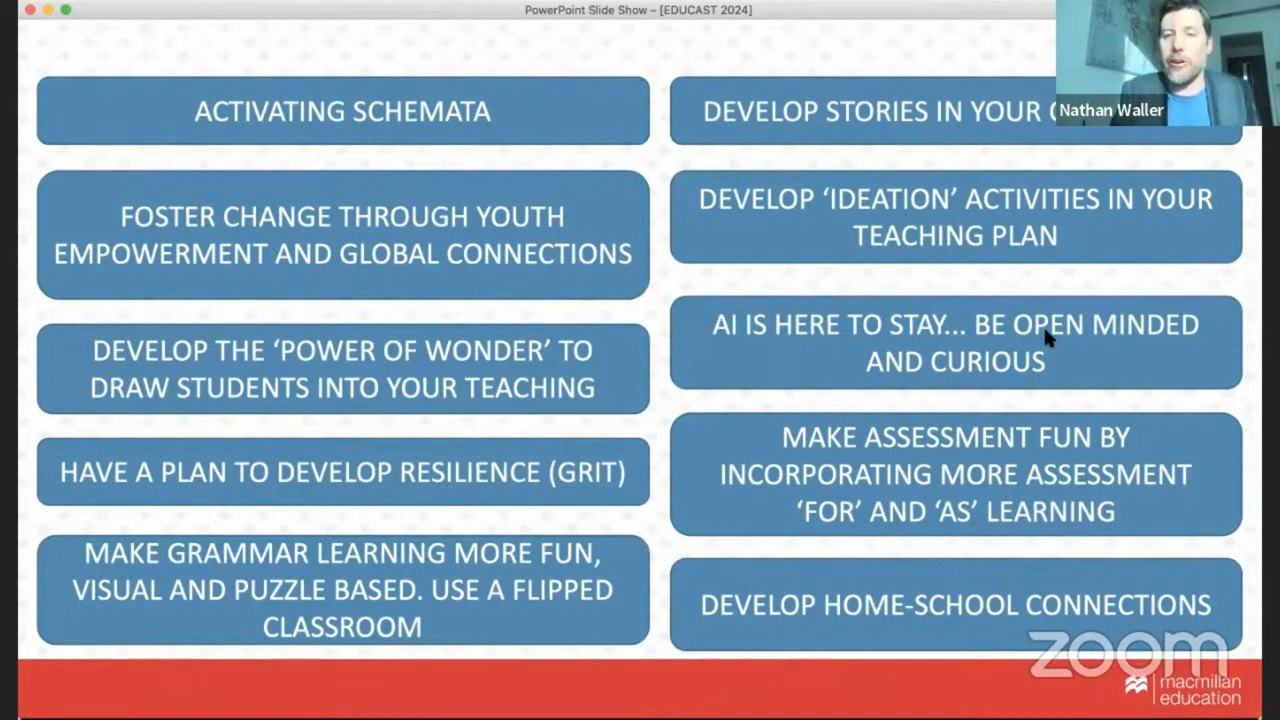 PowerPoint Slide Show – [EDUCAST 2024]
Nathan Waller
ACTIVATING SCHEMATA
FOSTER CHANGE THROUGH YOUTH
EMPOWERMENT AND GLOBAL CONNECTIONS
DEVELOP THE ‘POWER OF WONDER’ TO
DRAW STUDENTS INTO YOUR TEACHING
HAVE A PLAN TO DEVELOP RESILIENCE (GRIT)
MAKE GRAMMAR LEARNING MORE FUN,
VISUAL AND PUZZLE BASED. USE A FLIPPED
CLASSROOM
DEVELOP STORIES IN YOUR
DEVELOP ‘IDEATION’ ACTIVITIES IN YOUR
TEACHING PLAN
AI IS HERE TO STAY... BE OPEN MINDED
AND CURIOUS
MAKE ASSESSMENT FUN BY
INCORPORATING MORE ASSESSMENT
‘FOR’ AND ‘AS’ LEARNING
DEVELOP HOME-SCHOOL CONNECTIONS
zoom
macmillan
education